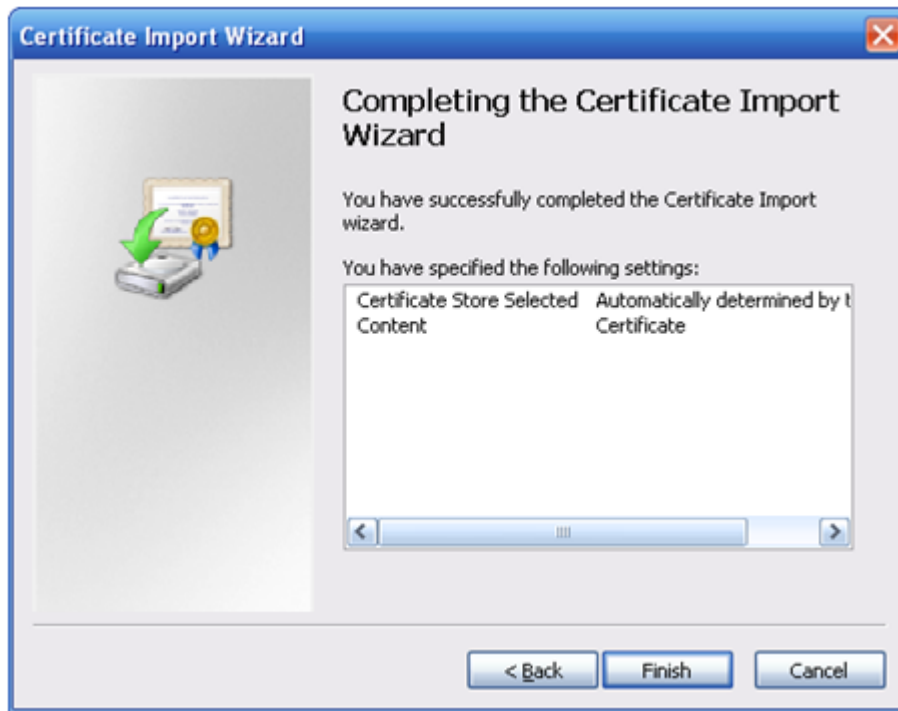 Certificate Import Wizard
Completing the Certificate Import
Wizard
You have successfully completed the Certificate Import
wizard.
You have specified the following settings:
Certificate Store Selected Automatically determined by t
Content Certificate
< Back Finish Cancel